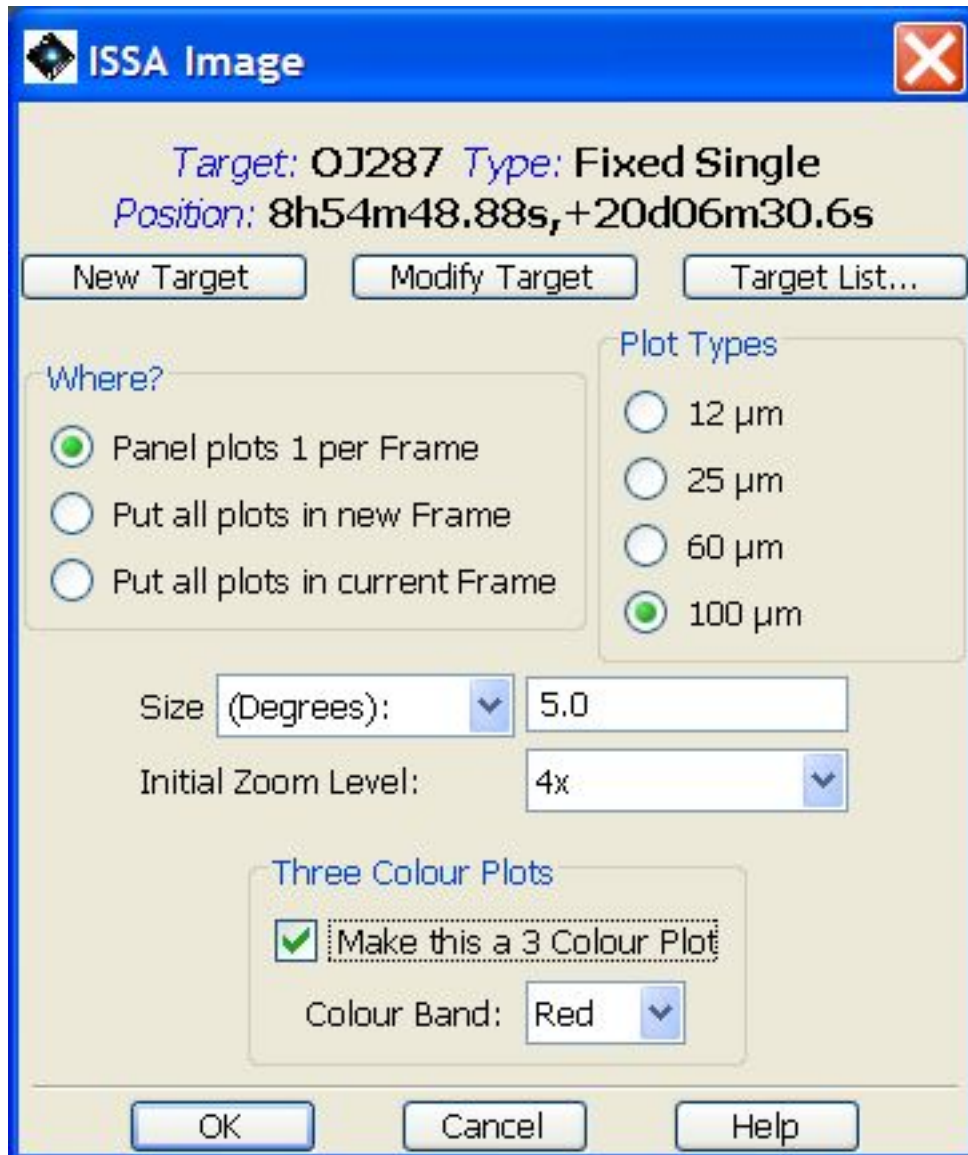 ISSA Image
Target: OJ287 Type: Fixed Single
Position: 8h54m48.88s,+20d06m30.6s
New Target Modify Target Target List...
Where?
Panel plots 1 per Frame
Put all plots in new Frame
Put all plots in current Frame
Plot Types
12 µm
25 µm
60 µm
100 µm
Size (Degrees): 5.0
Initial Zoom Level: 4x
Three Colour Plots
Make this a 3 Colour Plot
Colour Band: Red
OK Cancel Help